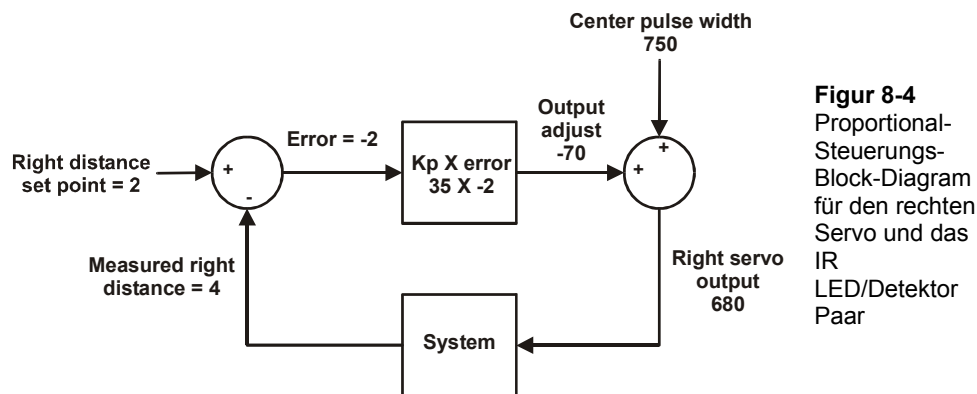 Center pulse width
750
Output
adjust
-70
Error = -2
Right distance
set point = 2
+
-
Kp X error
35 X -2
+
+
Measured right
distance = 4
System
Right servo
output
680
Figur 8-4
Proportional-
Steuerungs-
Block-Diagram
für den rechten
Servo und das
IR
LED/Detektor
Paar